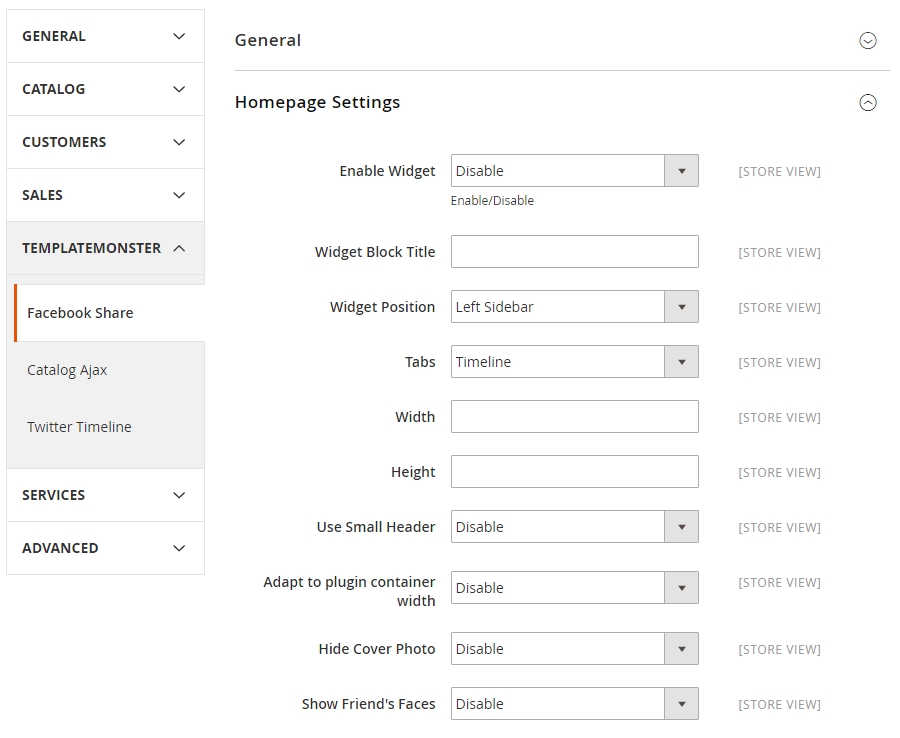 GENERAL
CATALOG
CUSTOMERS
SALES
TEMPLATEMONSTER
Facebook Share
Catalog Ajax
Twitter Timeline
SERVICES
ADVANCED
General
Homepage Settings
Enable Widget Disable [STORE VIEW]
Enable/Disable
Widget Block Title [STORE VIEW]
Widget Position Left Sidebar [STORE VIEW]
Tabs Timeline [STORE VIEW]
Width [STORE VIEW]
Height [STORE VIEW]
Use Small Header Disable [STORE VIEW]
Adapt to plugin container
width Disable [STORE VIEW]
Hide Cover Photo Disable [STORE VIEW]
Show Friend's Faces Disable [STORE VIEW]